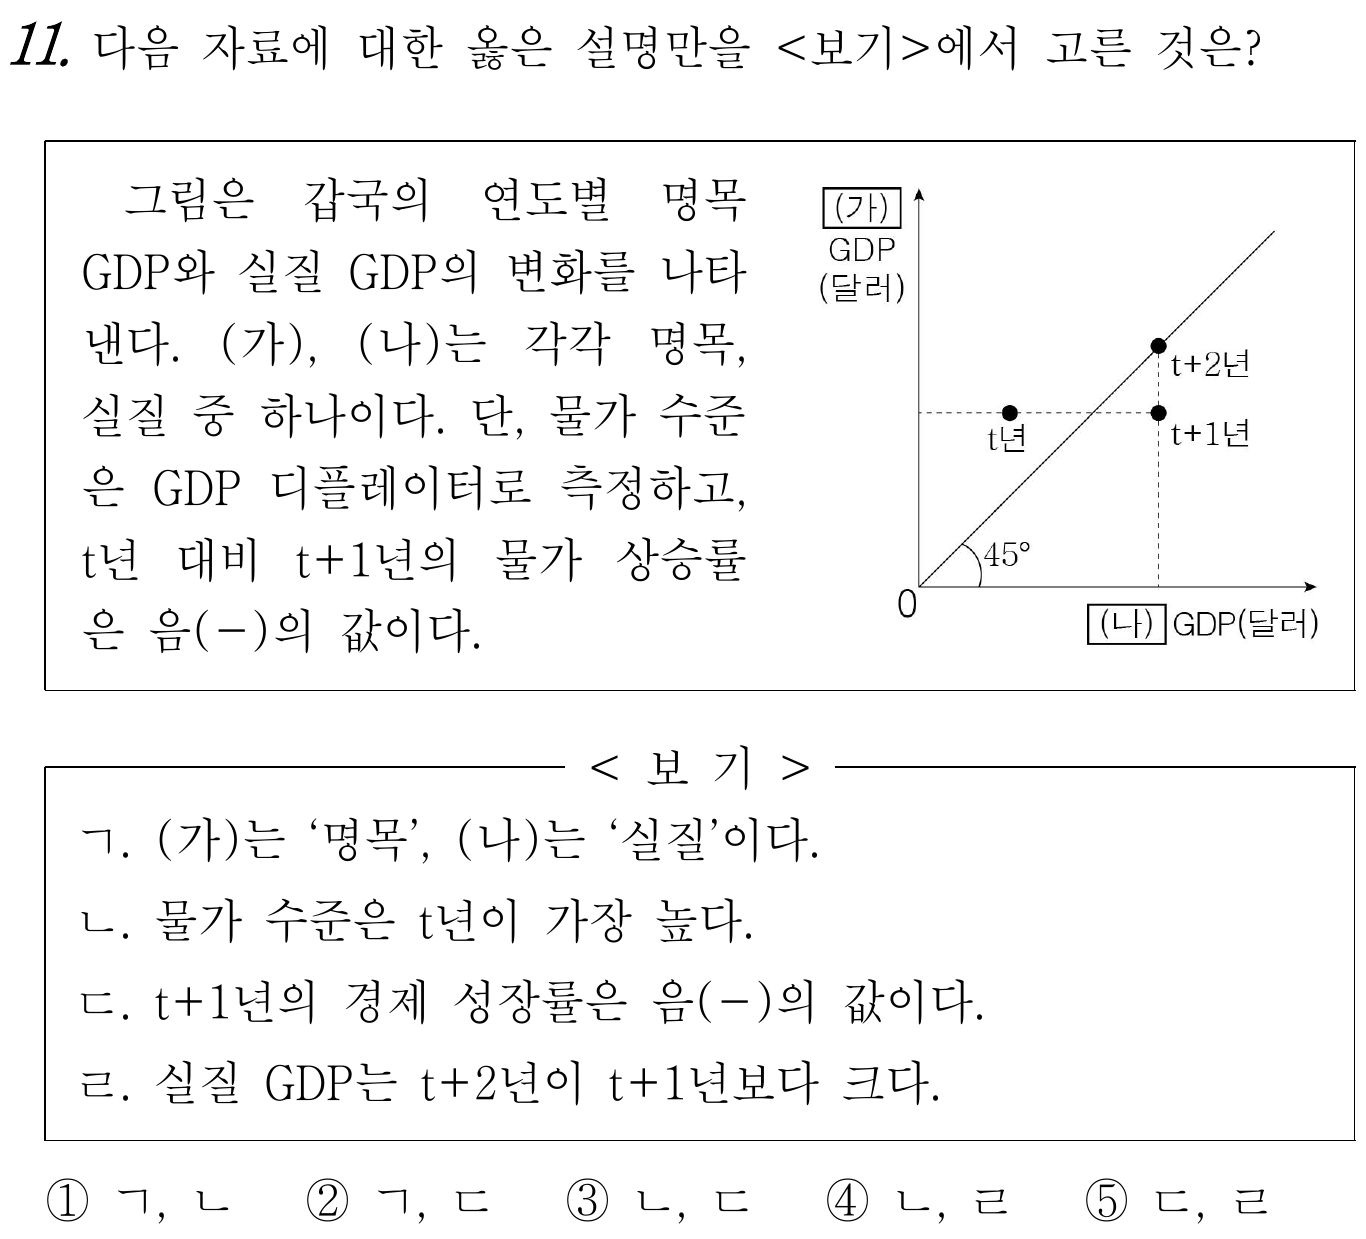 11. 다음 자료에 대한 옳은 설명만을 <보기>에서 고른 것은?
그림은 갑국의 연도별 명목
GDP와 실질 GDP의 변화를 나타
낸다. (가), (나)는 각각 명목,
실질 중 하나이다. 단, 물가 수준
은 GDP 디플레이터로 측정하고,
t년 대비 t+1년의 물가 상승률
은 음(-)의 값이다.
(가)
GDP
(달러)
t+2년
t년
t+1년
45°
0
(나) GDP(달러)
< 보 기 >
ㄱ. (가)는 ‘명목’, (나)는 ‘실질’이다.
ㄴ. 물가 수준은 t년이 가장 높다.
ㄷ. t+1년의 경제 성장률은 음(-)의 값이다.
ㄹ. 실질 GDP는 t+2년이 t+1년보다 크다.
① ㄱ, ㄴ ② ㄱ, ㄷ ③ ㄴ, ㄷ ④ ㄴ, ㄹ ⑤ ㄷ, ㄹ